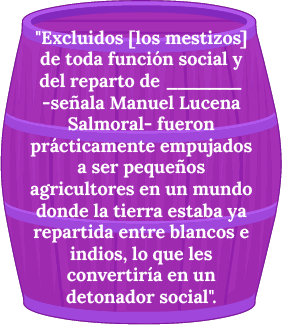 "Excluidos [los mestizos]
de toda función social y
del reparto de ________
-señala Manuel Lucena
Salmoral- fueron
prácticamente empujados
a ser pequeños
agricultores en un mundo
donde la tierra estaba ya
repartida entre blancos e
indios, lo que les
convertiría en un
detonador social".